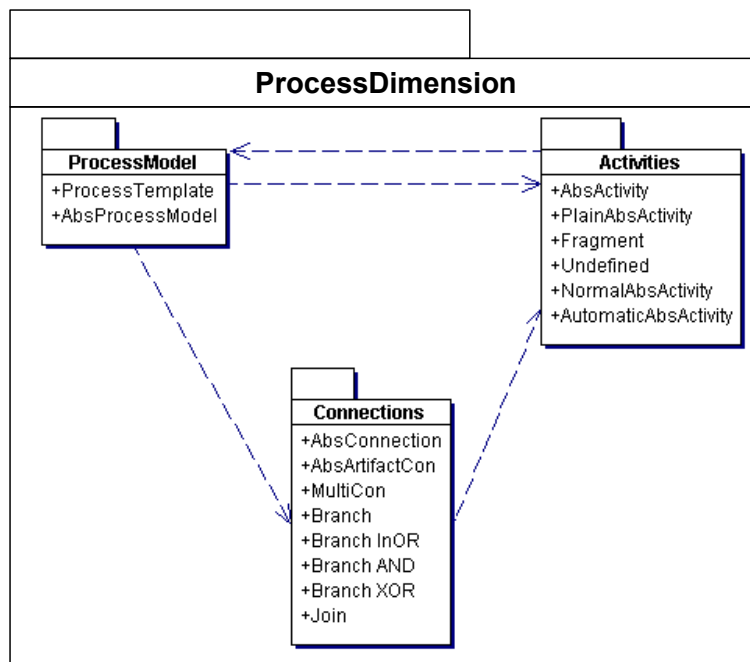 ProcessDimension
ProcessModel
+ProcessTemplate
+AbsProcessModel
Activities
+AbsActivity
+PlainAbsActivity
+Fragment
+Undefined
+NormalAbsActivity
+AutomaticAbsActivity
Connections
+AbsConnection
+AbsArtifactCon
+MultiCon
+Branch
+Branch InOR
+Branch AND
+Branch XOR
+Join